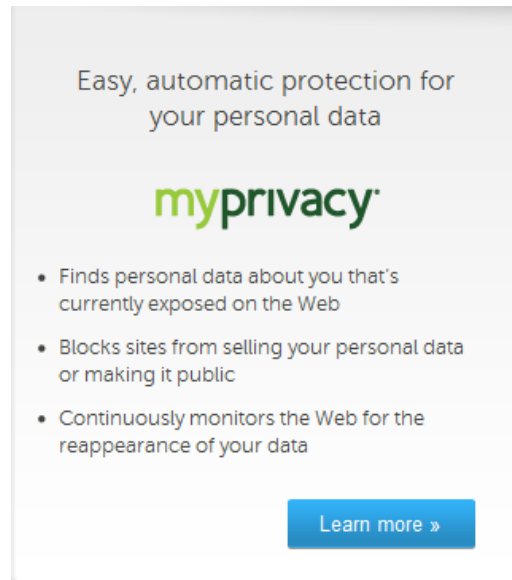 Easy, automatic protection for
your personal data
myprivacy
• Finds personal data about you that's
currently exposed on the Web
• Blocks sites from selling your personal data
or making it public
• Continuously monitors the Web for the
reappearance of your data
Learn more »